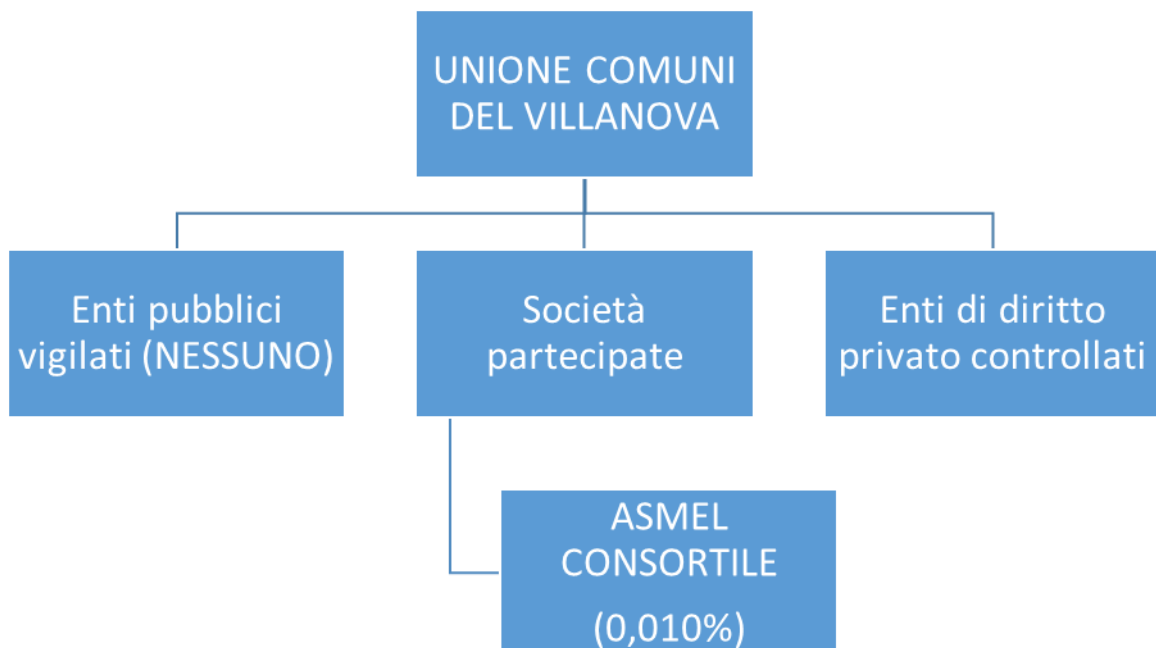 UNIONE COMUNI
DEL VILLANOVA
Enti pubblici
vigilati (NESSUNO)
Società
partecipate
Enti di diritto
privato controllati
ASMEL
CONSORTILE
(0,010%)